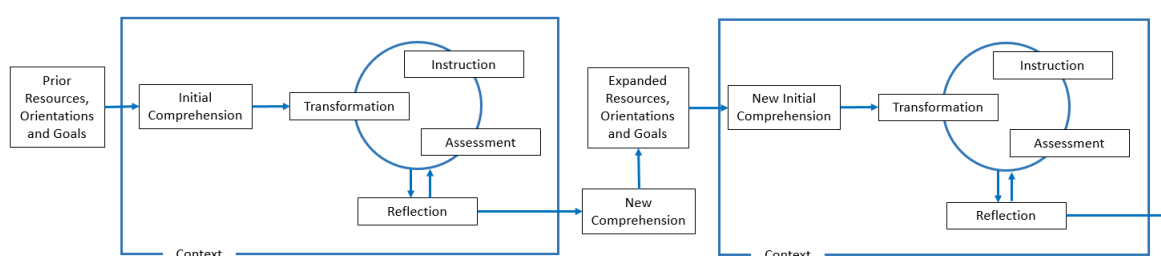 Prior
Resources,
Orientations
and Goals
Initial
Comprehension
Transformation
Instruction
Assessment
Reflection
Context
New
Comprehension
Expanded
Resources,
Orientations
and Goals
New Initial
Comprehension
Transformation
Instruction
Assessment
Reflection
Context